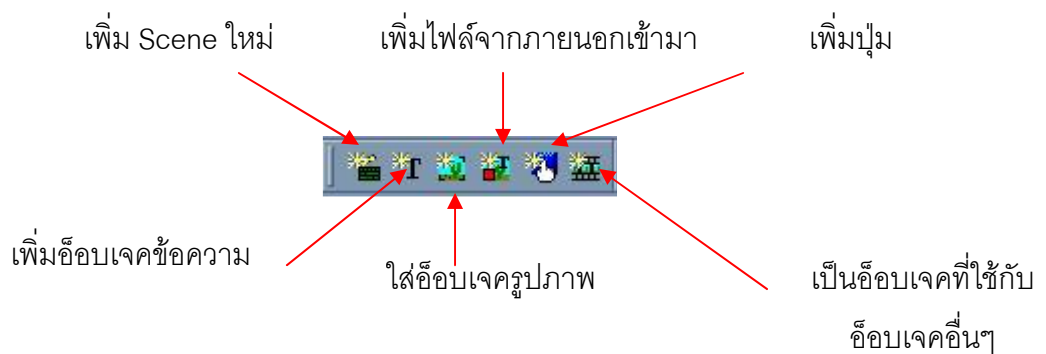 เพิ่ม Scene ใหม่
เพิ่มไฟล์จากภายนอกเข้ามา
เพิ่มปุ่ม
เพิ่มอ็อบเจคข้อความ
ใส่อ็อบเจครูปภาพ
เป็นอ็อบเจคที่ใช้กับ
อ็อบเจคอื่นๆ